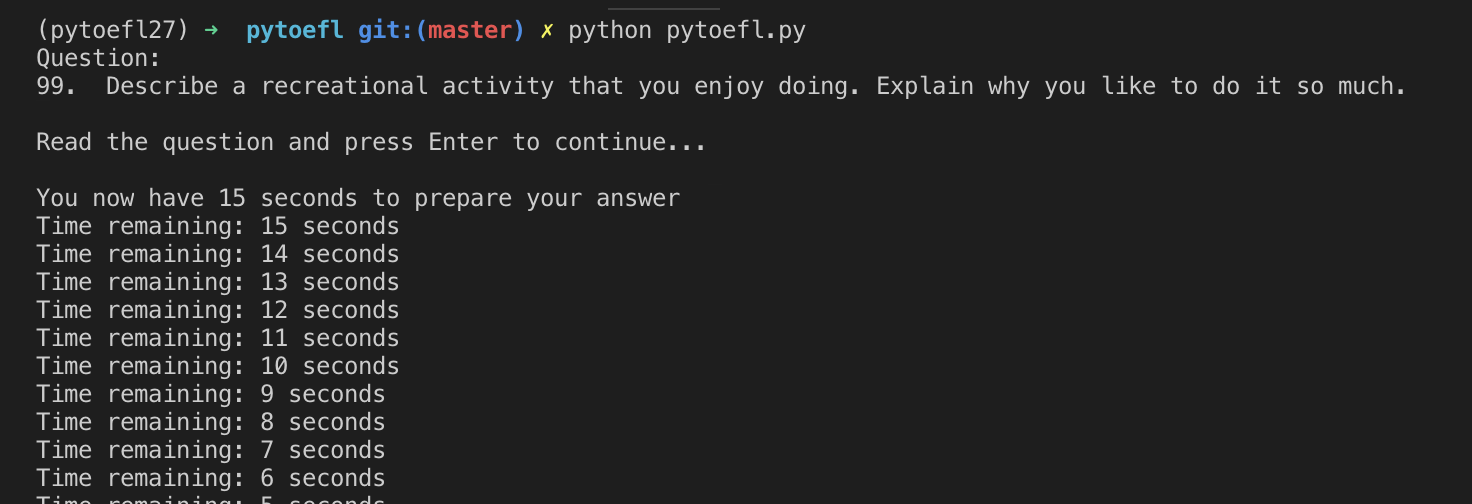 (pytoefl27) → pytoefl git:(master) ✗ python pytoefl.py
Question:
99.  Describe a recreational activity that you enjoy doing. Explain why you like to do it so much.
Read the question and press Enter to continue...
You now have 15 seconds to prepare your answer
Time remaining: 15 seconds
Time remaining: 14 seconds
Time remaining: 13 seconds
Time remaining: 12 seconds
Time remaining: 11 seconds
Time remaining: 10 seconds
Time remaining: 9 seconds
Time remaining: 8 seconds
Time remaining: 7 seconds
Time remaining: 6 seconds
Time remaining: 5 seconds